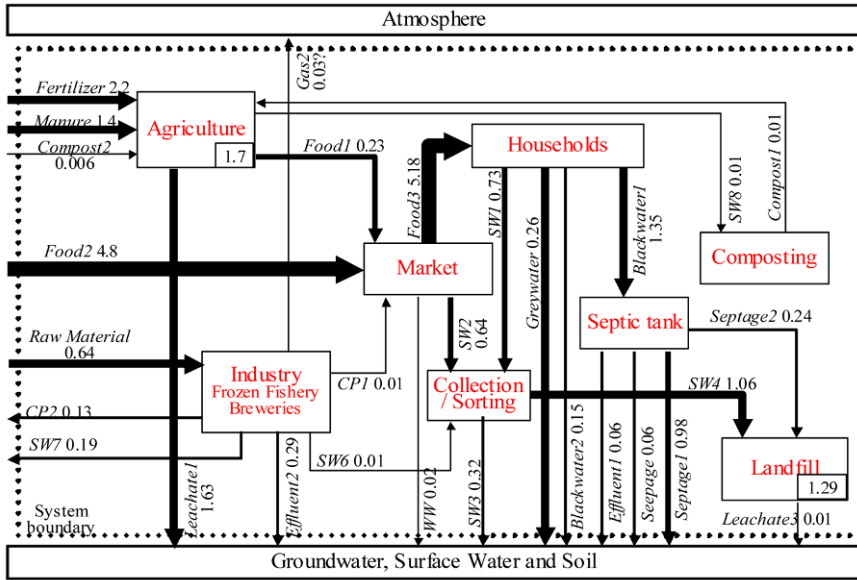 Atmosphere
Fertilizer 2.2
Manure 1.4
Compost2
0.006
Agriculture
1.7
Gas2
0.03?
Food1 0.23
Households
Food3 5.18
SW1 0.73
Greywater 0.26
Blackwater1
1.35
SW8 0.01
Compost1 0.01
Composting
Food2 4.8
Market
Septic tank
Septage2 0.24
Raw Material
0.64
Industry
Frozen Fishery
Breweries
CP1 0.01
SW2
0.64
Collection
/ Sorting
SW4 1.06
CP2 0.13
SW7 0.19
SW6 0.01
Landfill
1.29
System
boundary
Leachate1
1.63
Effluent2 0.29
WW 0.02
SW3 0.32
Blackwater2 0.15
Effluent1 0.06
Seepage 0.06
Septage1 0.98
Leachate3 0.01
Groundwater, Surface Water and Soil